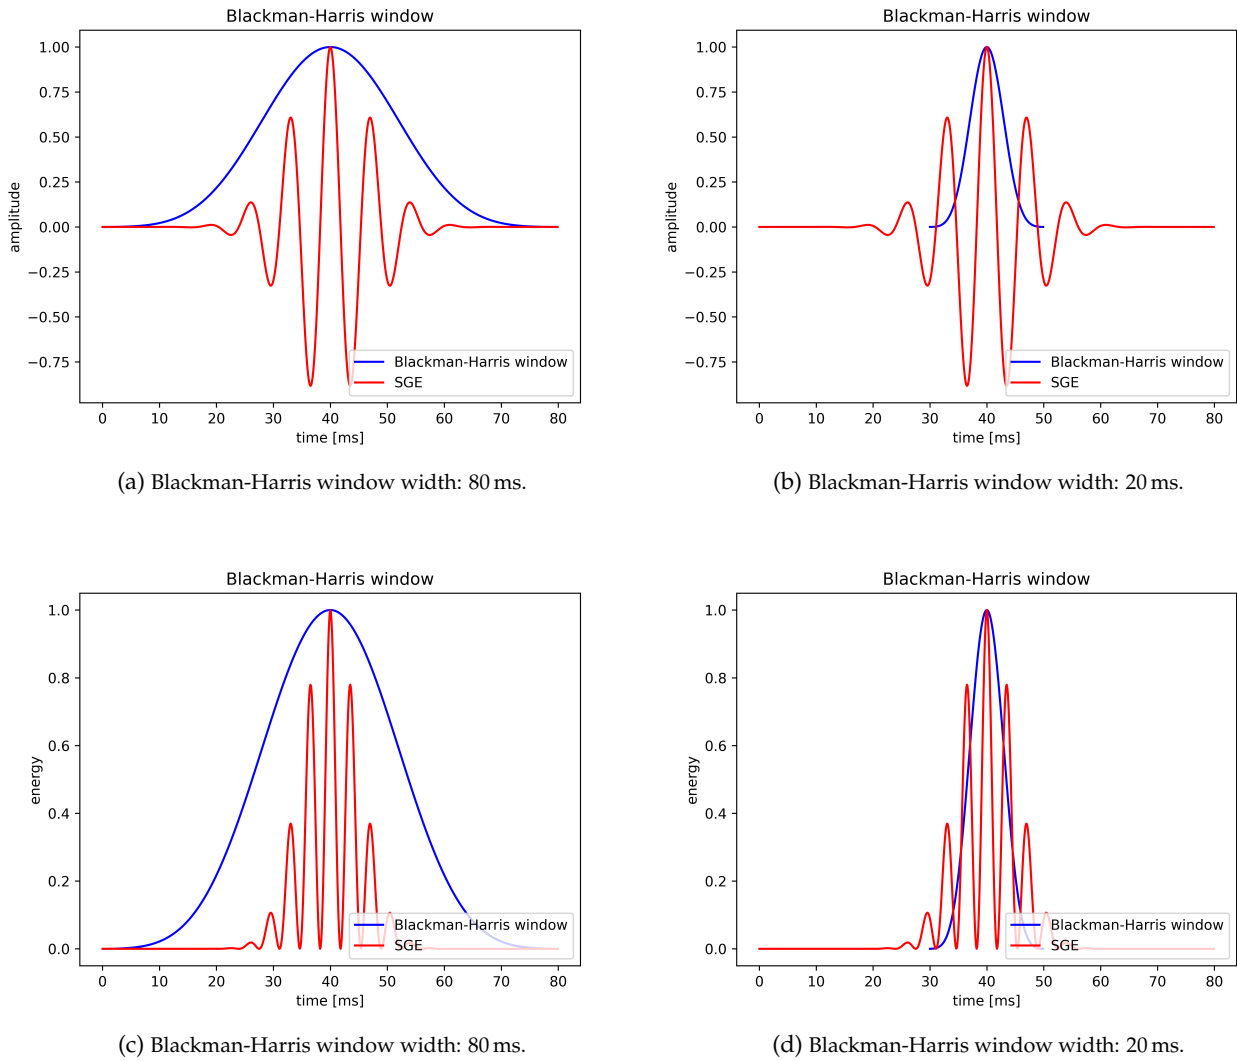 Blackman-Harris window
1.00
0.75
0.50
0.25
0.00
−0.25
−0.50
−0.75
amplitude
Blackman-Harris window
SGE
0 10 20 30 40 50 60 70 80
time [ms]
(a) Blackman-Harris window width: 80 ms.
Blackman-Harris window
1.00
0.75
0.50
0.25
0.00
−0.25
−0.50
−0.75
amplitude
Blackman-Harris window
SGE
0 10 20 30 40 50 60 70 80
time [ms]
(b) Blackman-Harris window width: 20 ms.
Blackman-Harris window
1.0
0.8
0.6
0.4
0.2
0.0
energy
Blackman-Harris window
SGE
0 10 20 30 40 50 60 70 80
time [ms]
(c) Blackman-Harris window width: 80 ms.
Blackman-Harris window
1.0
0.8
0.6
0.4
0.2
0.0
energy
Blackman-Harris window
SGE
0 10 20 30 40 50 60 70 80
time [ms]
(d) Blackman-Harris window width: 20 ms.